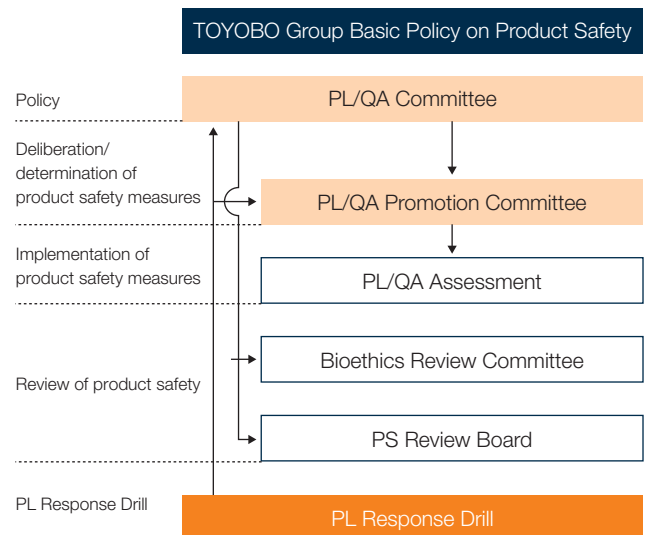 TOYOBO Group Basic Policy on Product Safety
Policy
PL/QA Committee
Deliberation/
determination of
product safety measures
PL/QA Promotion Committee
Implementation of
product safety measures
PL/QA Assessment
Bioethics Review Committee
Review of product safety
PS Review Board
PL Response Drill
PL Response Drill